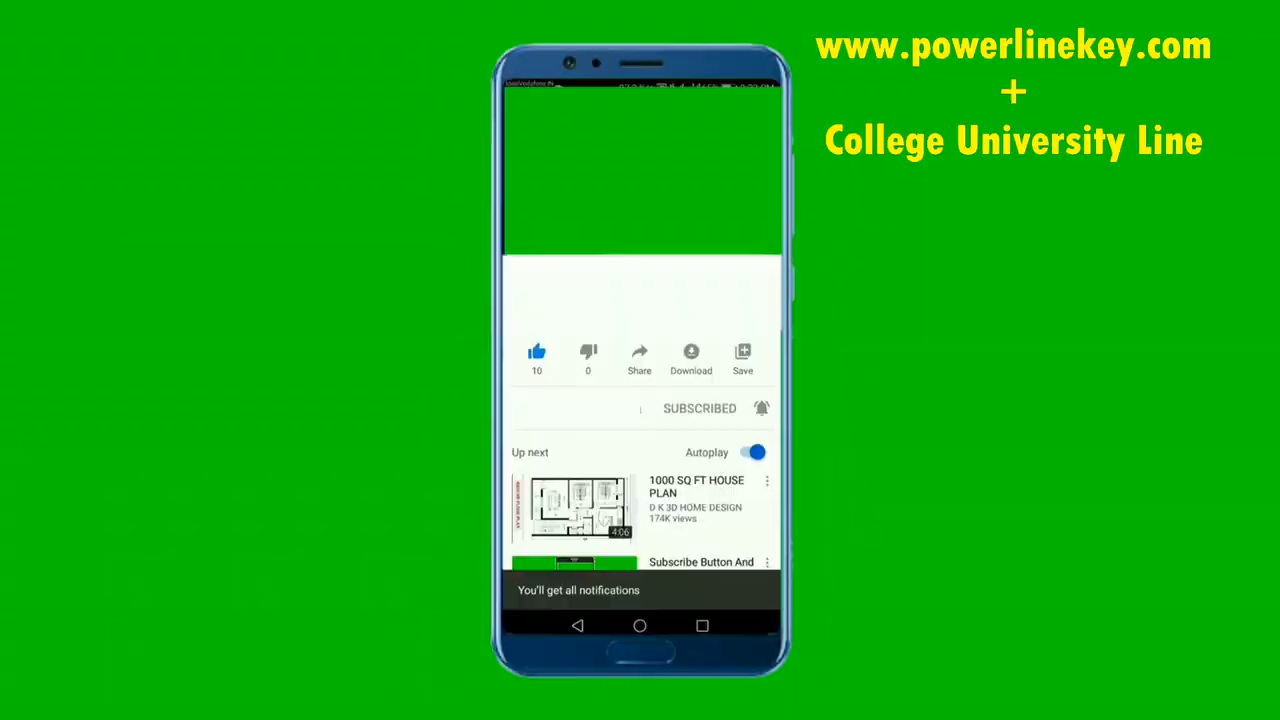 www.powerlinekey.com
+
College University Line
10
0
Share
Download
Save
SUBSCRIBED
Up next
Autoplay
1000 SQ FT HOUSE
PLAN
D K 3D HOME DESIGN
174K views
4:06
Subscribe Button And
You'll get all notifications